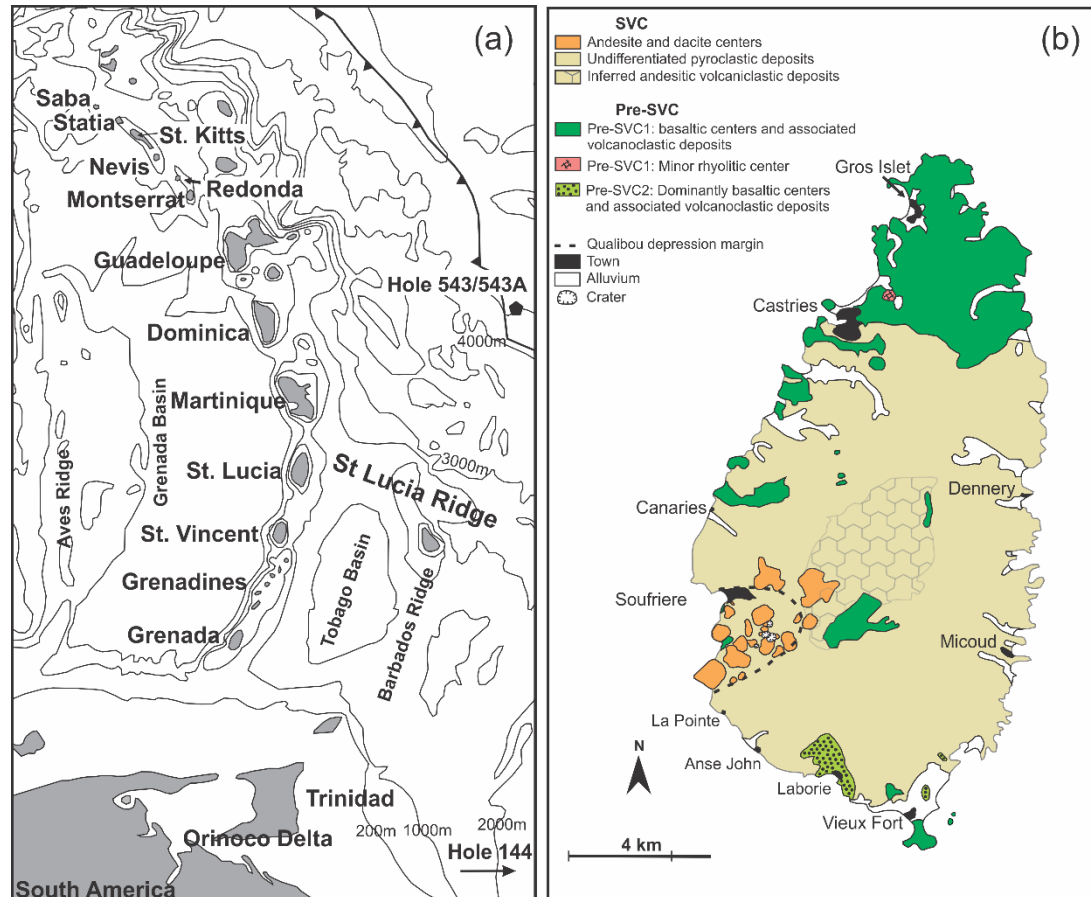 (a)
Saba
Statia
St. Kitts
Nevis
Redonda
Montserrat
Guadeloupe
Hole 543/543A
Dominica
4000m
Martinique
Grenada Basin
Aves Ridge
St. Lucia
3000m
St Lucia Ridge
St. Vincent
Grenadines
Tobago Basin
Barbados Ridge
Grenada
Trinidad
200m 1000m 2000m
Orinoco Delta
Hole 144
South America
(b)
SVC
Andesite and dacite centers
Undifferentiated pyroclastic deposits
Inferred andesitic volcaniclastic deposits
Pre-SVC
Pre-SVC1: basaltic centers and associated
volcanoclastic deposits
Pre-SVC1: Minor rhyolitic center
Pre-SVC2: Dominantly basaltic centers
and associated volcanoclastic deposits
Qualibou depression margin
Town
Alluvium
Crater
Gros Islet
Castries
Dennery
Canaries
Soufriere
Micoud
La Pointe
N
Anse John
Laborie
Vieux Fort
4 km